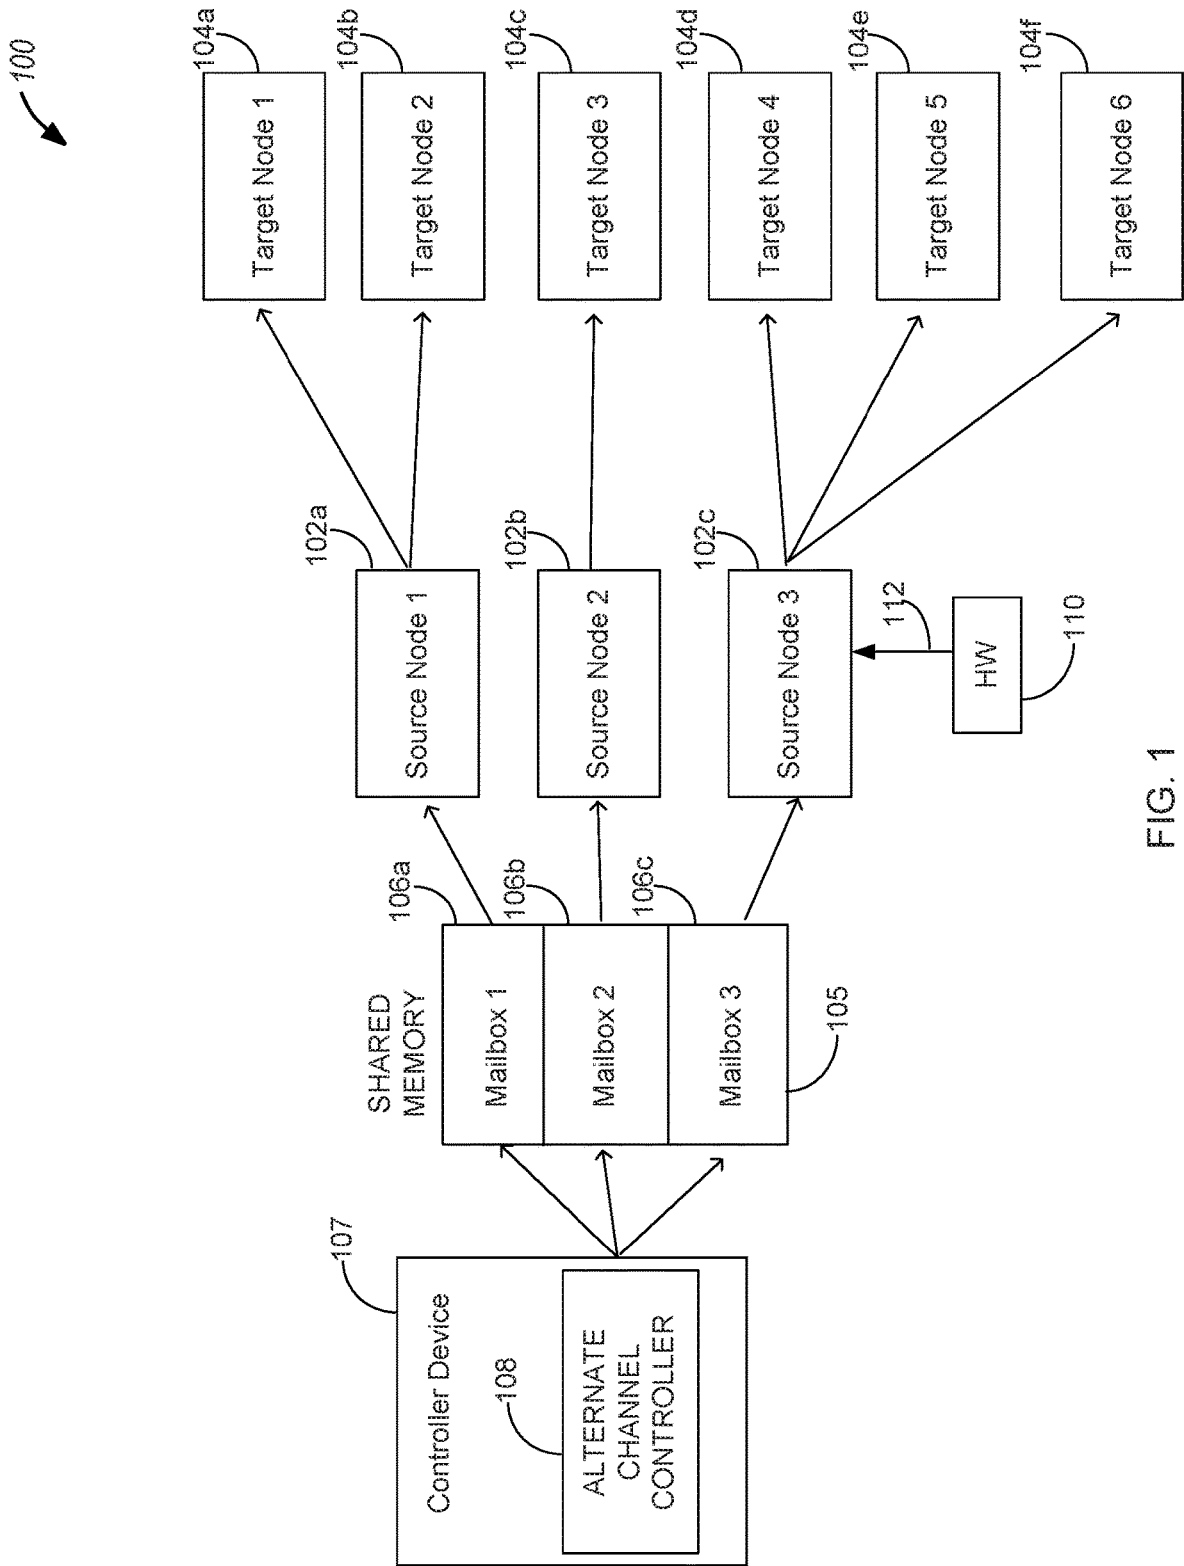 100
107
Controller Device
108
ALTERNATE
CHANNEL
CONTROLLER
SHARED
MEMORY
106a
Mailbox 1
106b
Mailbox 2
106c
Mailbox 3
105
102a
Source Node 1
102b
Source Node 2
102c
Source Node 3
112
HW
110
104a
Target Node 1
104b
Target Node 2
104c
Target Node 3
104d
Target Node 4
104e
Target Node 5
104f
Target Node 6
FIG. 1